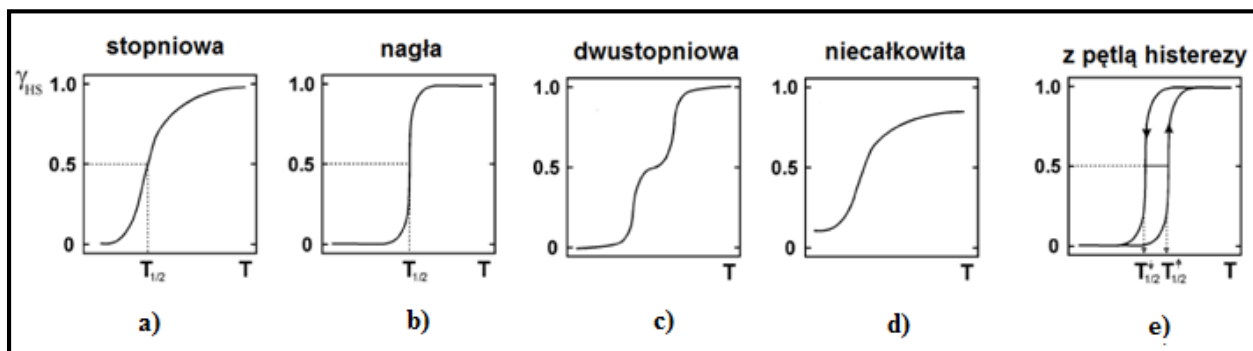 stopniowa
nagła
dwustopniowa
niecałkowita
z pętlą histerezy
γHS
1.0
0.5
0
T1/2
T
1.0
0.5
0
T1/2
T
1.0
0.5
0
T
1.0
0.5
0
T
1.0
0.5
0
T1/2↓
T1/2↑
T
a)
b)
c)
d)
e)